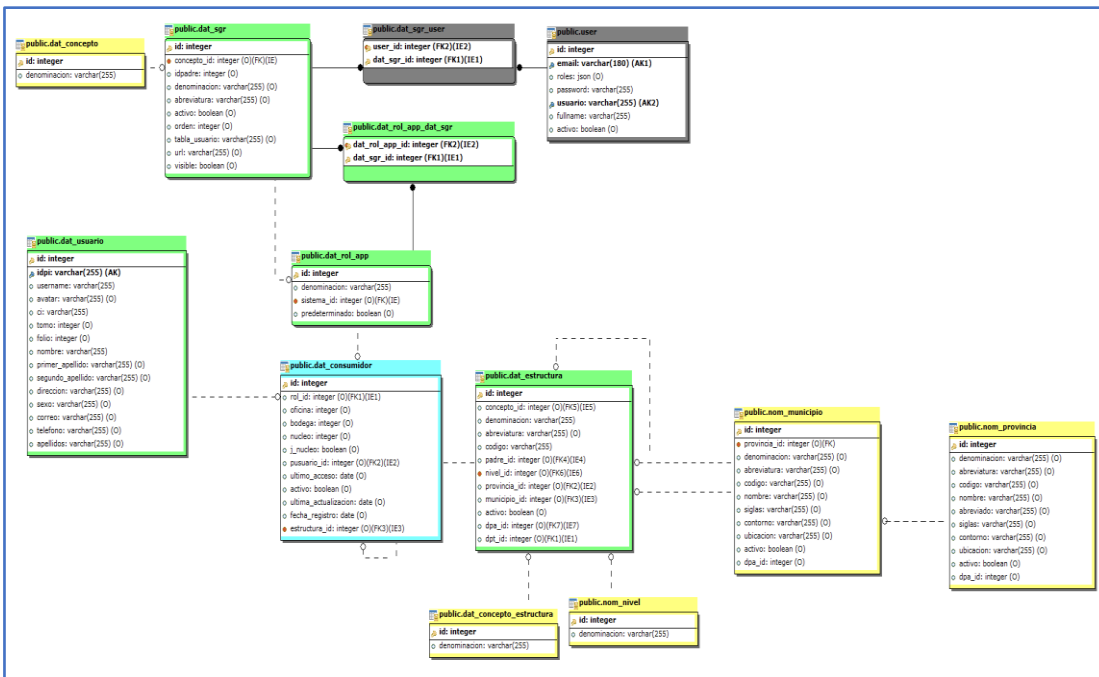 public.dat_concepto
id: integer
denominacion: varchar(255)
public.dat_sgr
id: integer
concepto_id: integer (O)(FK)(IE)
idpadre: integer (O)
denominacion: varchar(255) (O)
abreviatura: varchar(255) (O)
activo: boolean (O)
orden: integer (O)
tabla_usuario: varchar(255) (O)
url: varchar(255) (O)
visible: boolean (O)
public.dat_sgr_user
user_id: integer (FK2)(IE2)
dat_sgr_id: integer (FK1)(IE1)
public.user
id: integer
email: varchar(180) (AK1)
roles: json (O)
password: varchar(255)
usuario: varchar(255) (AK2)
fullname: varchar(255)
activo: boolean (O)
public.dat_rol_app_dat_sgr
dat_rol_app_id: integer (FK2)(IE2)
dat_sgr_id: integer (FK1)(IE1)
public.dat_usuario
id: integer
idpi: varchar(255) (AK)
username: varchar(255)
avatar: varchar(255) (O)
ci: varchar(255)
tomo: integer (O)
folio: integer (O)
nombre: varchar(255)
primer_apellido: varchar(255) (O)
segundo_apellido: varchar(255) (O)
direccion: varchar(255) (O)
sexo: varchar(255) (O)
correo: varchar(255) (O)
telefono: varchar(255) (O)
apellidos: varchar(255) (O)
public.dat_rol_app
id: integer
denominacion: varchar(255)
sistema_id: integer (O)(FK)(IE)
predeterminado: boolean (O)
public.dat_consumidor
id: integer
rol_id: integer (O)(FK1)(IE1)
oficina: integer (O)
bodega: integer (O)
nucleo: integer (O)
j_nucleo: boolean (O)
pusuario_id: integer (O)(FK2)(IE2)
ultimo_acceso: date (O)
activo: boolean (O)
ultima_actualizacion: date (O)
fecha_registro: date (O)
estructura_id: integer (O)(FK3)(IE3)
public.dat_estructura
id: integer
concepto_id: integer (O)(FK5)(IE5)
denominacion: varchar(255)
abreviatura: varchar(255) (O)
codigo: varchar(255)
padre_id: integer (O)(FK4)(IE4)
nivel_id: integer (O)(FK6)(IE6)
provincia_id: integer (O)(FK2)(IE2)
municipio_id: integer (O)(FK3)(IE3)
activo: boolean (O)
dpa_id: integer (O)(FK7)(IE7)
dpt_id: integer (O)(FK1)(IE1)
public.nom_municipio
id: integer
provincia_id: integer (O)(FK)
denominacion: varchar(255) (O)
abreviatura: varchar(255) (O)
codigo: varchar(255) (O)
nombre: varchar(255) (O)
siglas: varchar(255) (O)
contorno: varchar(255) (O)
ubicacion: varchar(255) (O)
activo: boolean (O)
dpa_id: integer (O)
public.nom_provincia
id: integer
denominacion: varchar(255) (O)
abreviatura: varchar(255) (O)
codigo: varchar(255) (O)
nombre: varchar(255) (O)
abreviado: varchar(255) (O)
siglas: varchar(255) (O)
contorno: varchar(255) (O)
ubicacion: varchar(255) (O)
activo: boolean (O)
dpa_id: integer (O)
public.dat_concepto_estructura
id: integer
denominacion: varchar(255)
public.nom_nivel
id: integer
denominacion: varchar(255)